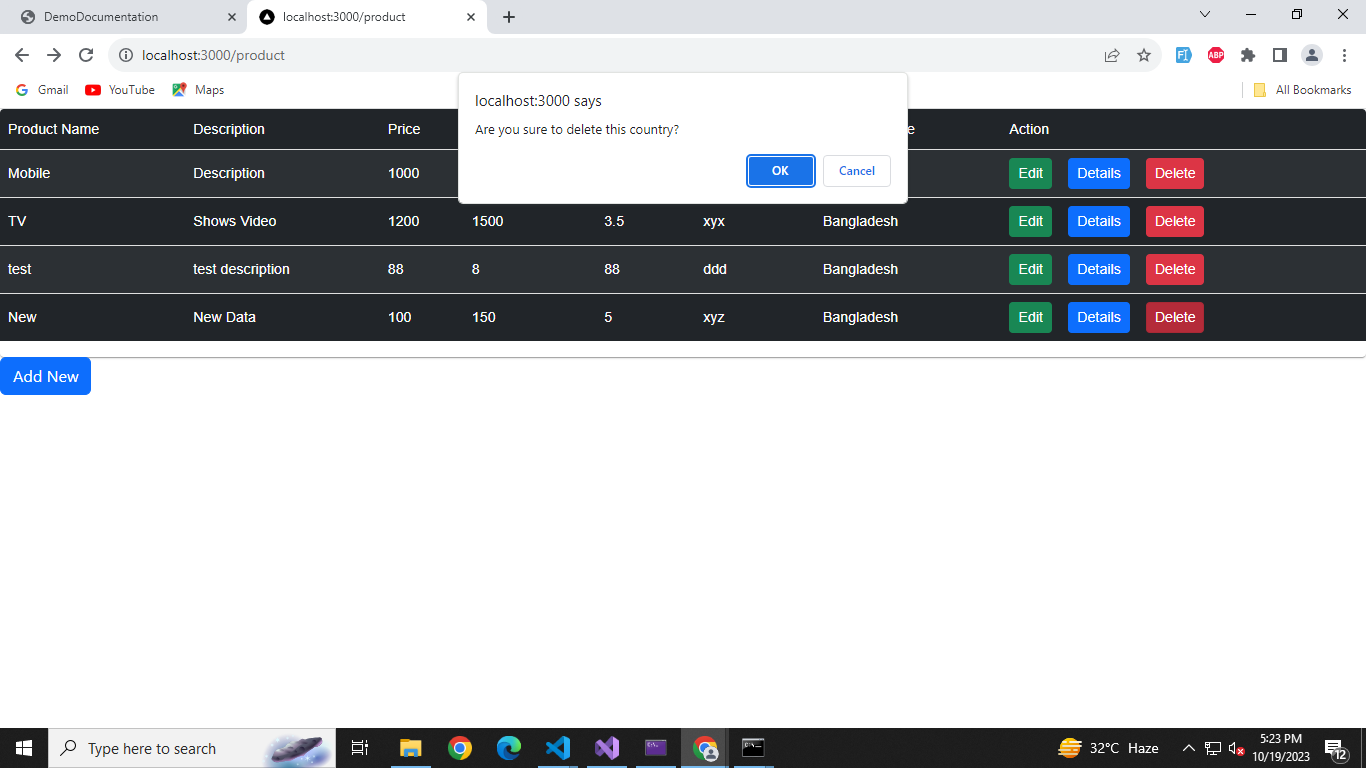 DemoDocumentation
localhost:3000/product
localhost:3000/product
ABP
Gmail YouTube Maps All Bookmarks
localhost:3000 says
Are you sure to delete this country?
OK Cancel
Product Name Description Price Action
Mobile Description 1000 Edit Details Delete
TV Shows Video 1200 1500 3.5 xyx Bangladesh Edit Details Delete
test test description 88 8 88 ddd Bangladesh Edit Details Delete
New New Data 100 150 5 xyz Bangladesh Edit Details Delete
Add New
Type here to search
32°C Haze
5:23 PM
10/19/2023
12